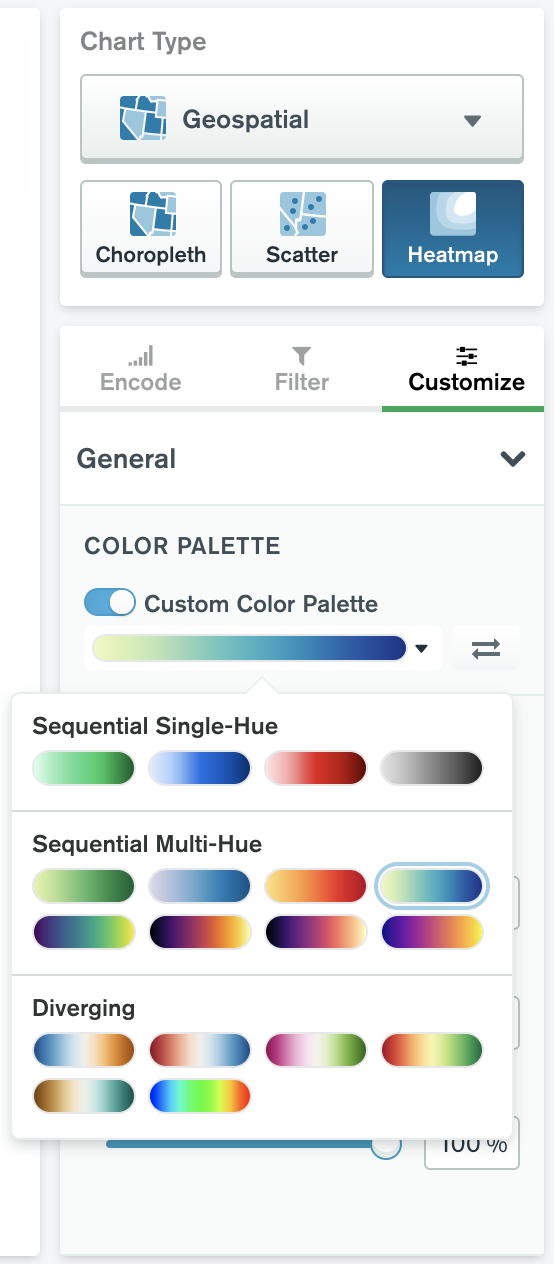 Chart Type
Geospatial
Choropleth
Scatter
Heatmap
Encode
Filter
Customize
General
COLOR PALETTE
Custom Color Palette
Sequential Single-Hue
Sequential Multi-Hue
Diverging
100 %